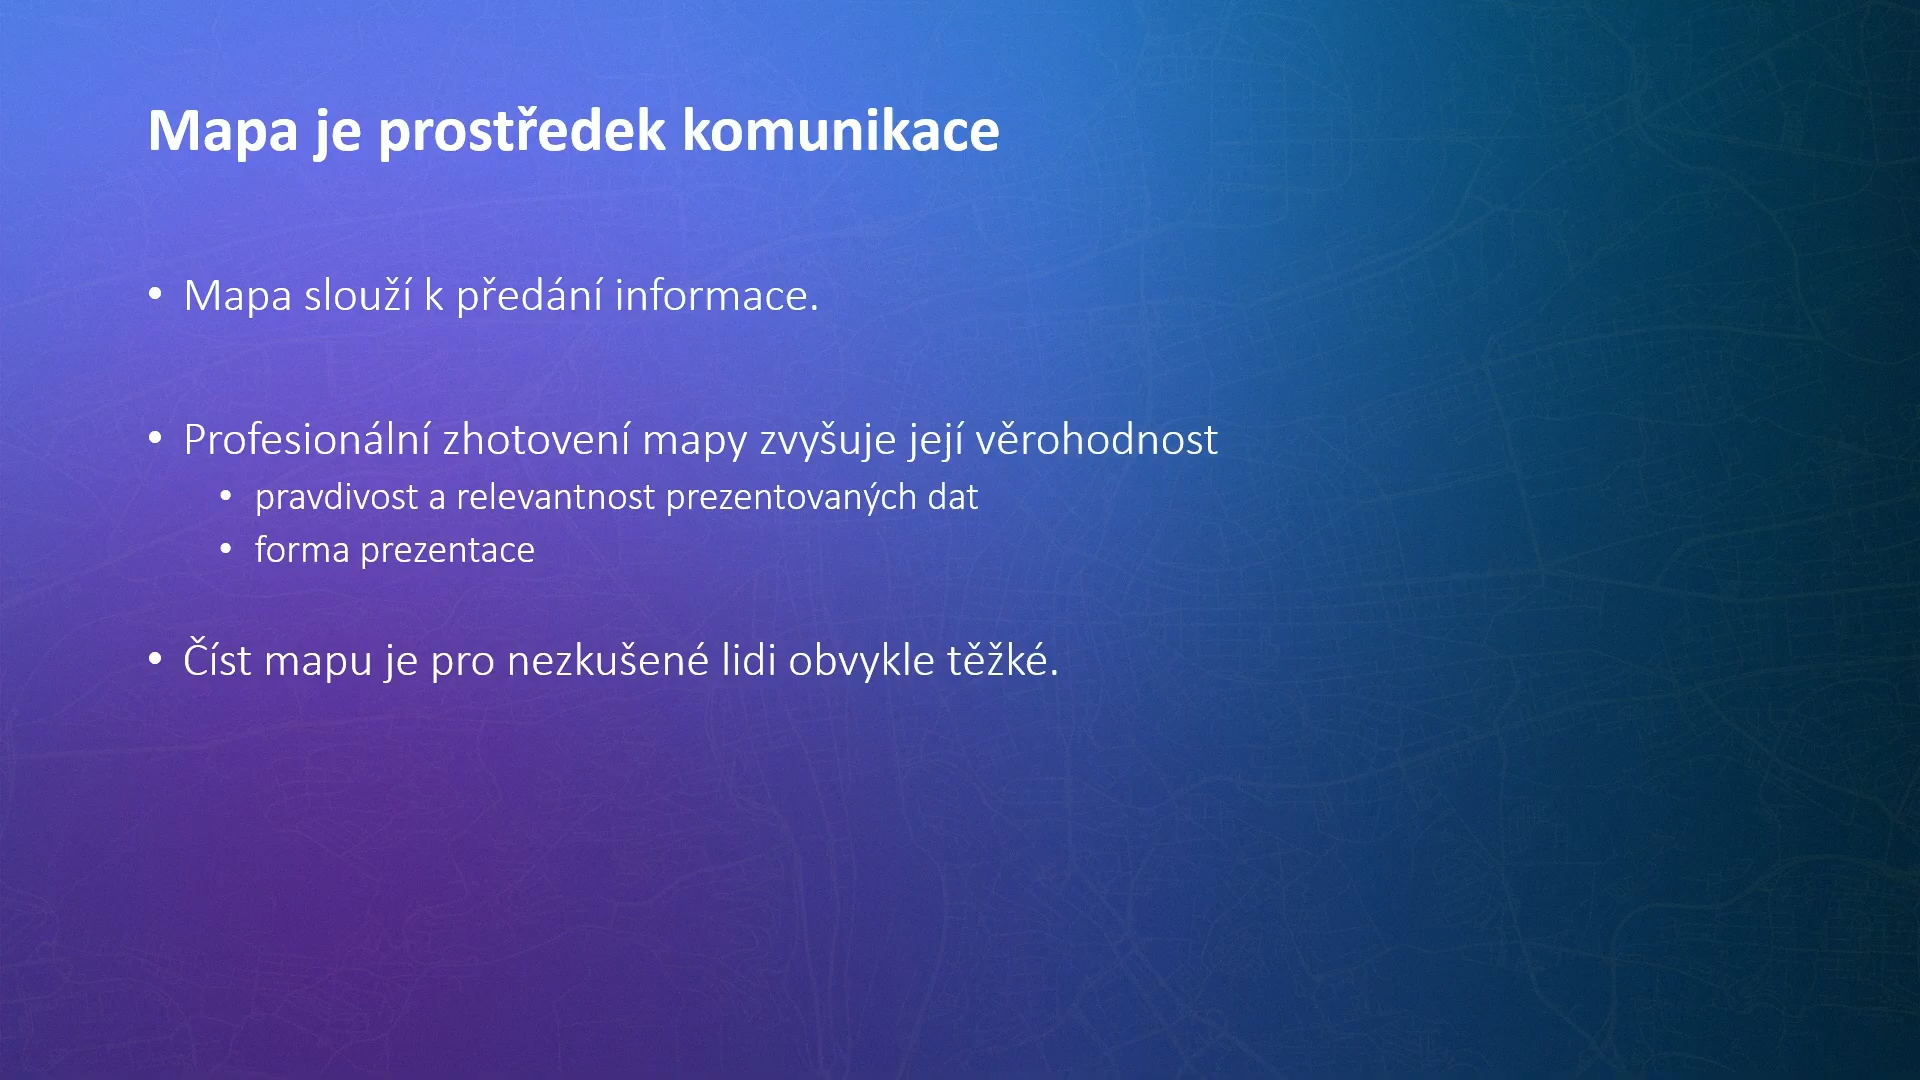 Mapa je prostředek komunikace
• Mapa slouží k předání informace.
• Profesionální zhotovení mapy zvyšuje její věrohodnost
• pravdivost a relevantnost prezentovaných dat
• forma prezentace
• Číst mapu je pro nezkušené lidi obvykle těžké.